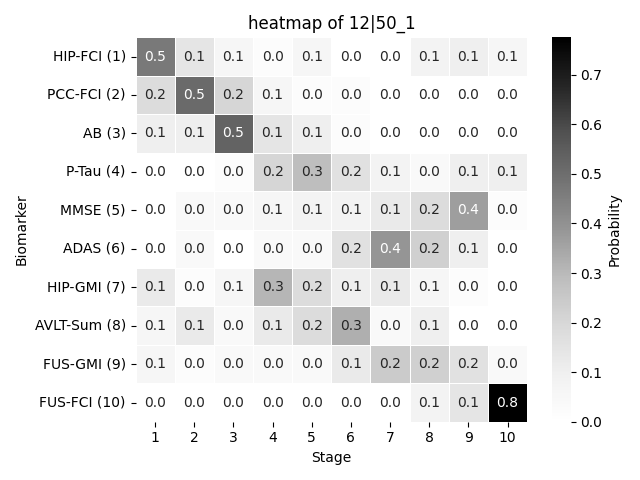 heatmap of 12|50_1
HIP-FCI (1) 0.5 0.1 0.1 0.0 0.1 0.0 0.0 0.1 0.1 0.1
PCC-FCI (2) 0.2 0.5 0.2 0.1 0.0 0.0 0.0 0.0 0.0 0.0
AB (3) 0.1 0.1 0.5 0.1 0.1 0.0 0.0 0.0 0.0 0.0
P-Tau (4) 0.0 0.0 0.0 0.2 0.3 0.2 0.1 0.0 0.1 0.1
MMSE (5) 0.0 0.0 0.0 0.1 0.1 0.1 0.1 0.2 0.4 0.0
ADAS (6) 0.0 0.0 0.0 0.0 0.0 0.2 0.4 0.2 0.1 0.0
HIP-GMI (7) 0.1 0.0 0.1 0.3 0.2 0.1 0.1 0.1 0.0 0.0
AVLT-Sum (8) 0.1 0.1 0.0 0.1 0.2 0.3 0.0 0.1 0.0 0.0
FUS-GMI (9) 0.1 0.0 0.0 0.0 0.0 0.1 0.2 0.2 0.2 0.0
FUS-FCI (10) 0.0 0.0 0.0 0.0 0.0 0.0 0.0 0.1 0.1 0.8
1 2 3 4 5 6 7 8 9 10
Stage
Biomarker
0.7
0.6
0.5
0.4
0.3
0.2
0.1
0.0
Probability